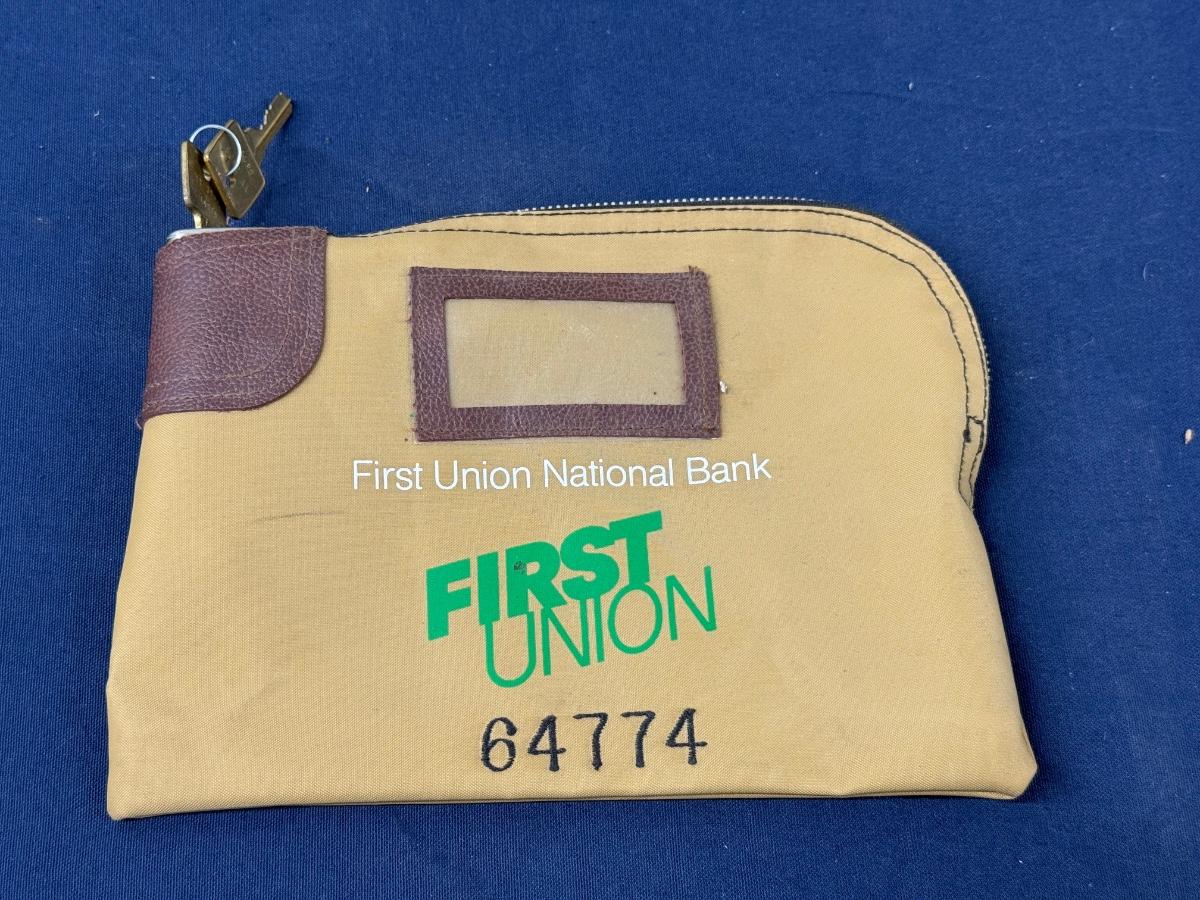 First Union National Bank
FIRST
UNION
64774